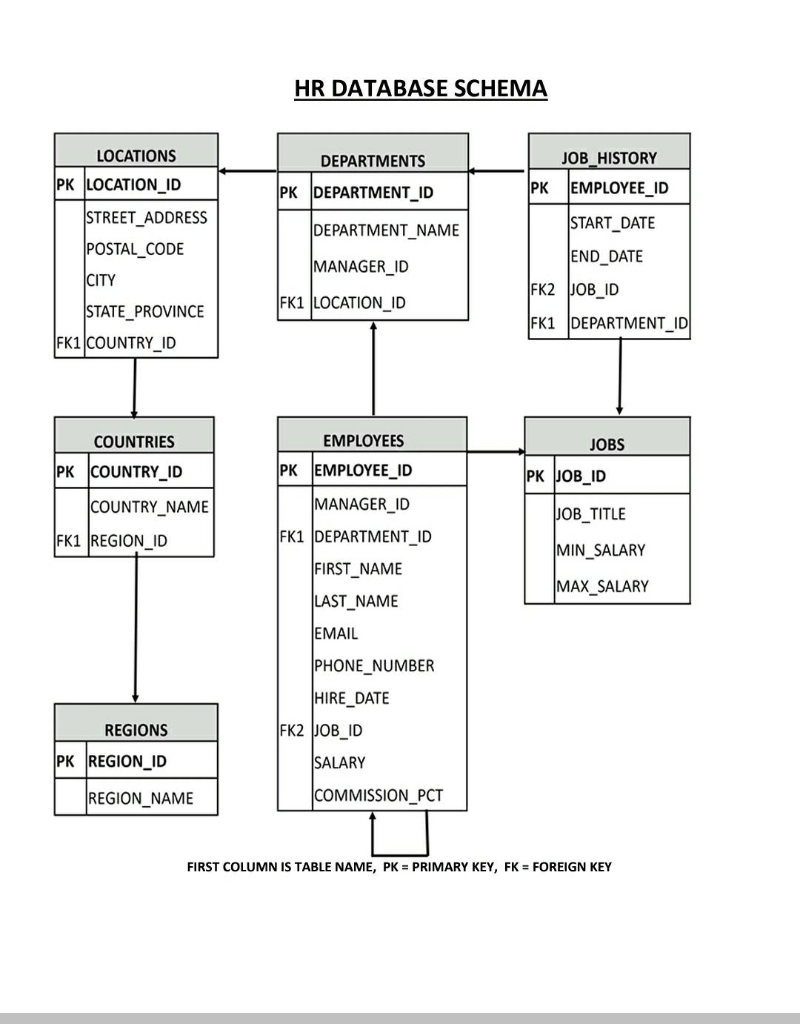 HR DATABASE SCHEMA
LOCATIONS
PK LOCATION_ID
STREET_ADDRESS
POSTAL_CODE
CITY
STATE_PROVINCE
FK1 COUNTRY_ID
DEPARTMENTS
PK DEPARTMENT_ID
DEPARTMENT_NAME
MANAGER_ID
FK1 LOCATION_ID
JOB_HISTORY
PK EMPLOYEE_ID
START_DATE
END_DATE
FK2 JOB_ID
FK1 DEPARTMENT_ID
COUNTRIES
PK COUNTRY_ID
COUNTRY_NAME
FK1 REGION_ID
EMPLOYEES
PK EMPLOYEE_ID
MANAGER_ID
FK1 DEPARTMENT_ID
FIRST_NAME
LAST_NAME
EMAIL
PHONE_NUMBER
HIRE_DATE
FK2 JOB_ID
SALARY
COMMISSION_PCT
JOBS
PK JOB_ID
JOB_TITLE
MIN_SALARY
MAX_SALARY
REGIONS
PK REGION_ID
REGION_NAME
FIRST COLUMN IS TABLE NAME, PK = PRIMARY KEY, FK = FOREIGN KEY